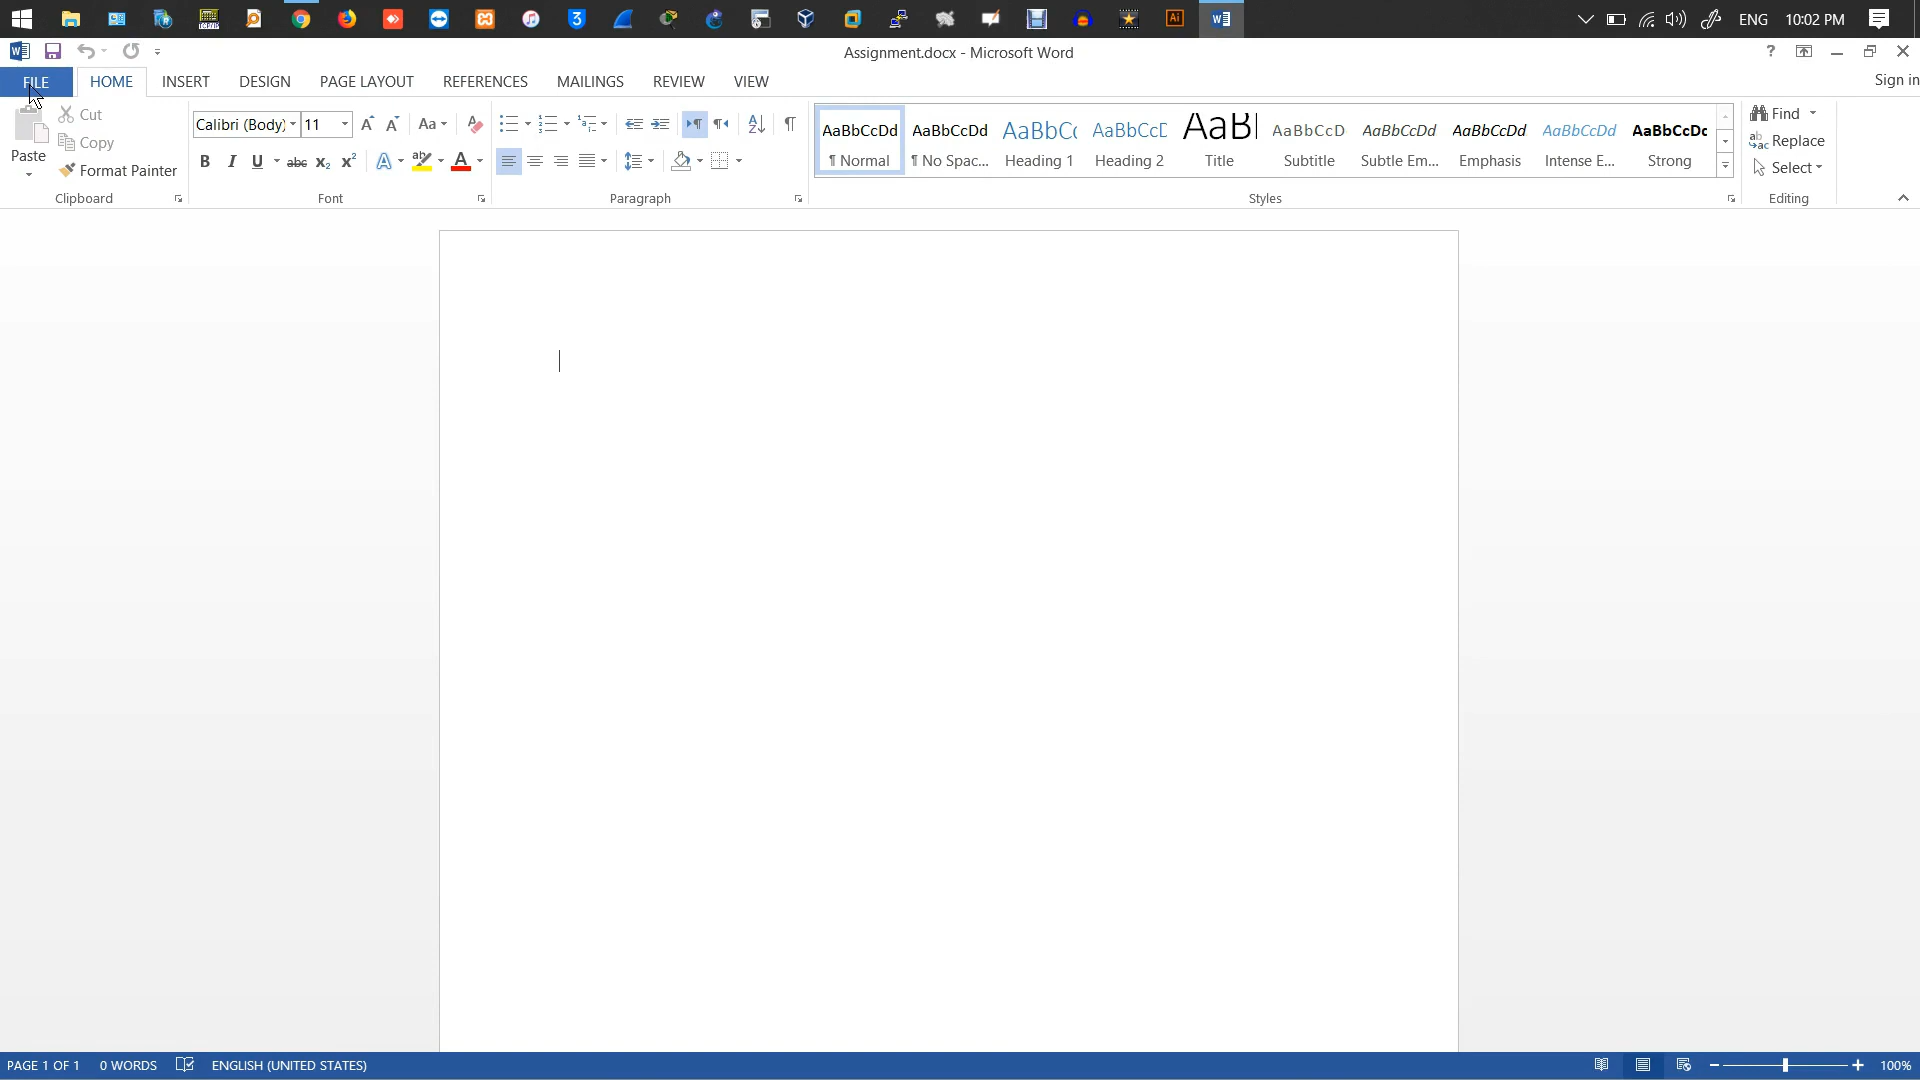 ENG 10:02 PM
Assignment.docx - Microsoft Word
FILE HOME INSERT DESIGN PAGE LAYOUT REFERENCES MAILINGS REVIEW VIEW
Sign in
Paste
Cut
Copy
Format Painter
Clipboard
Calibri (Body) 11
Font
Paragraph
AaBbCcDd AaBbCcDd AaBbCc AaBbCcD AaB AaBbCcD AaBbCcDd AaBbCcDd AaBbCcDd AaBbCcDc
¶ Normal ¶ No Spac... Heading 1 Heading 2 Title Subtitle Subtle Em... Emphasis Intense E... Strong
Styles
Find
Replace
Select
Editing
PAGE 1 OF 1 0 WORDS ENGLISH (UNITED STATES)
100%